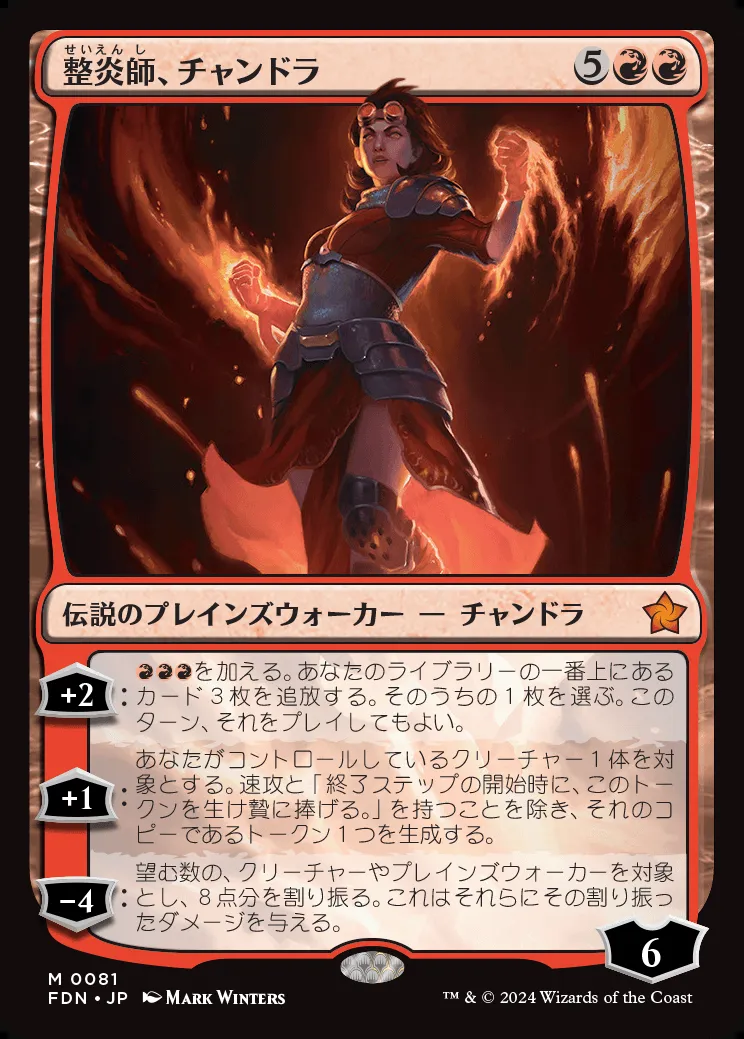 せいえんし
整炎師、チャンドラ
5
伝説のプレインズウォーカー — チャンドラ
+2:
を加える。あなたのライブラリーの一番上にある
カード3枚を追放する。そのうちの1枚を選ぶ。この
ターン、それをプレイしてもよい。
+1:
あなたがコントロールしているクリーチャー1体を対
象とする。速攻と「終了ステップの開始時に、このトー
クンを生け贄に捧げる。」を持つことを除き、それのコ
ピーであるトークン1つを生成する。
-4:
望む数の、クリーチャーやプレインズウォーカーを対象
とし、8点分を割り振る。これはそれらにその割り振っ
たダメージを与える。
6
M 0081
FDN • JP Mark Winters
™ & © 2024 Wizards of the Coast